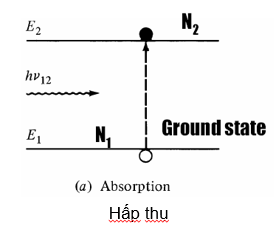 E₂ N₂
hν₁₂
E₁ N₁ Ground state
(a) Absorption
Hấp thu